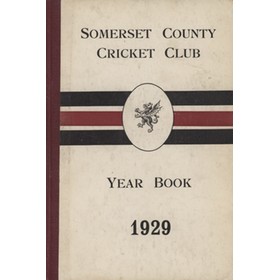 SOMERSET COUNTY
CRICKET CLUB
YEAR BOOK
1929